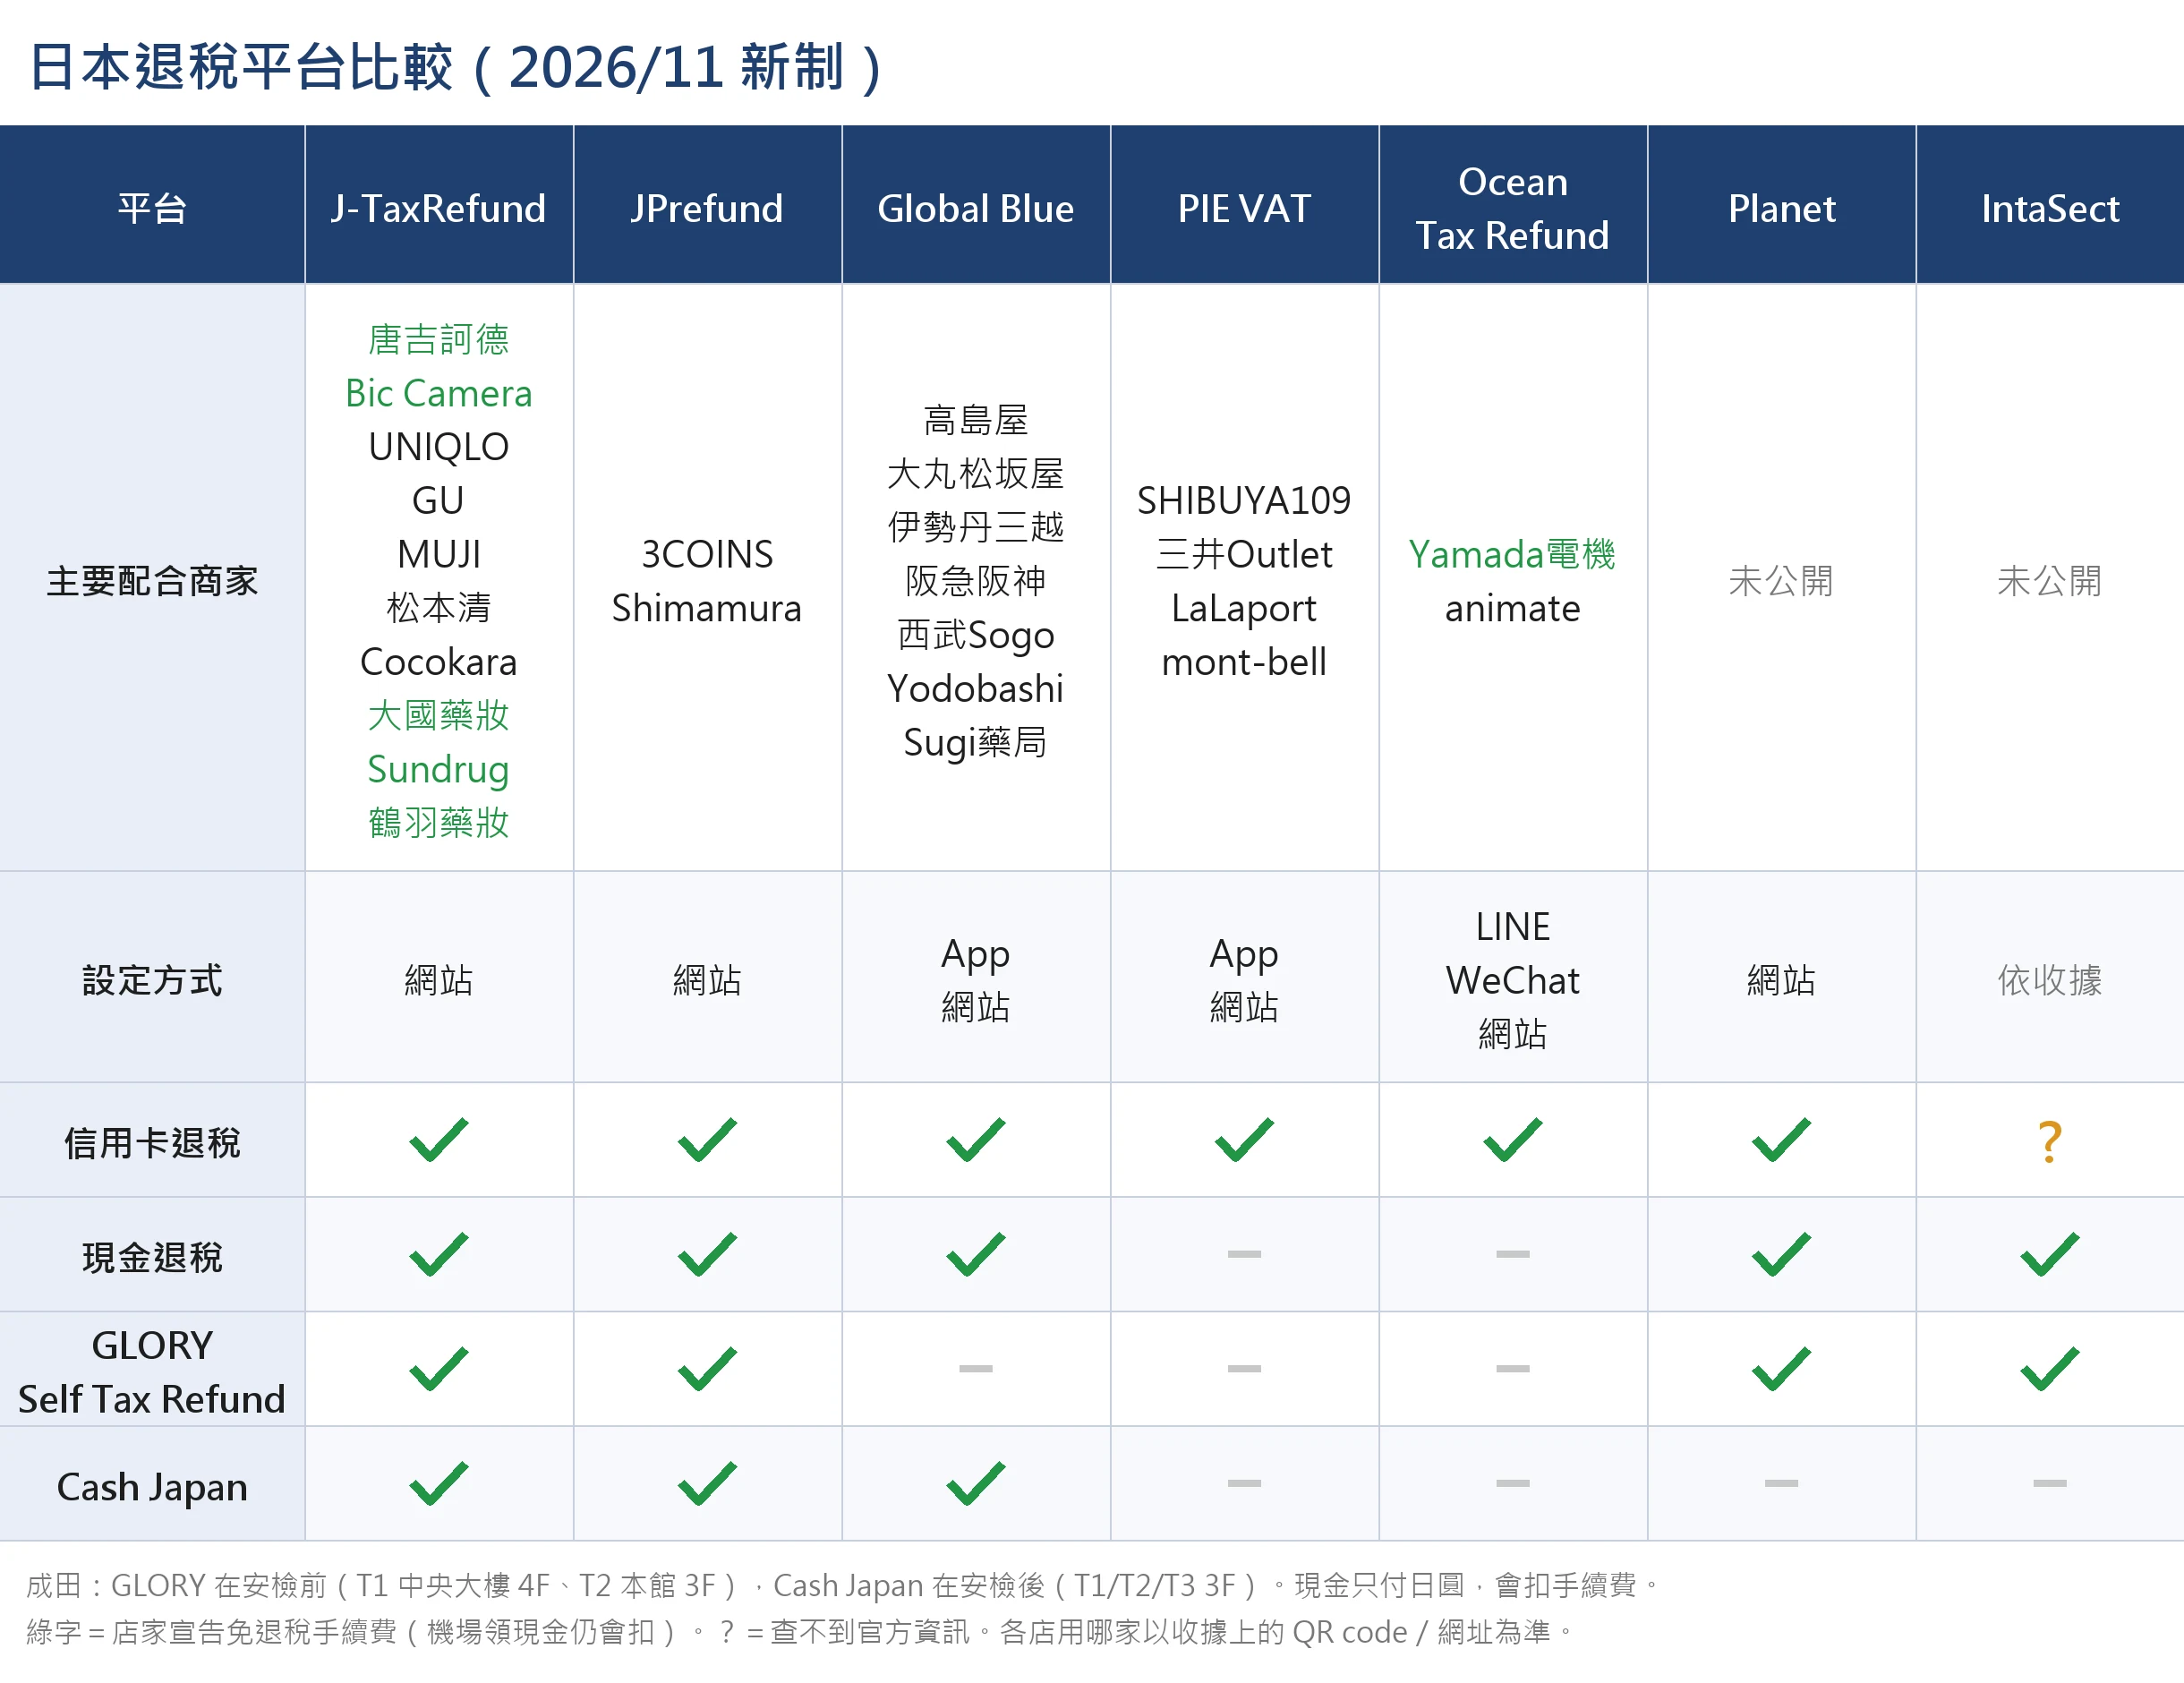 日本退稅平台比較（2026/11 新制）
平台
J-TaxRefund
JPrefund
Global Blue
PIE VAT
Ocean
Tax Refund
Planet
IntaSect
主要配合商家
唐吉訶德
Bic Camera
UNIQLO
GU
MUJI
松本清
Cocokara
大國藥妝
Sundrug
鶴羽藥妝
3COINS
Shimamura
高島屋
大丸松坂屋
伊勢丹三越
阪急阪神
西武Sogo
Yodobashi
Sugi藥局
SHIBUYA109
三井Outlet
LaLaport
mont-bell
Yamada電機
animate
未公開
未公開
設定方式
網站
網站
App
網站
App
網站
LINE
WeChat
網站
網站
依收據
信用卡退稅
?
現金退稅
GLORY
Self Tax Refund
Cash Japan
成田：GLORY 在安檢前（T1 中央大樓 4F、T2 本館 3F），Cash Japan 在安檢後（T1/T2/T3 3F）。現金只付日圓，會扣手續費。
綠字＝店家宣告免退稅手續費（機場領現金仍會扣）。？＝查不到官方資訊。各店用哪家以收據上的 QR code / 網址為準。